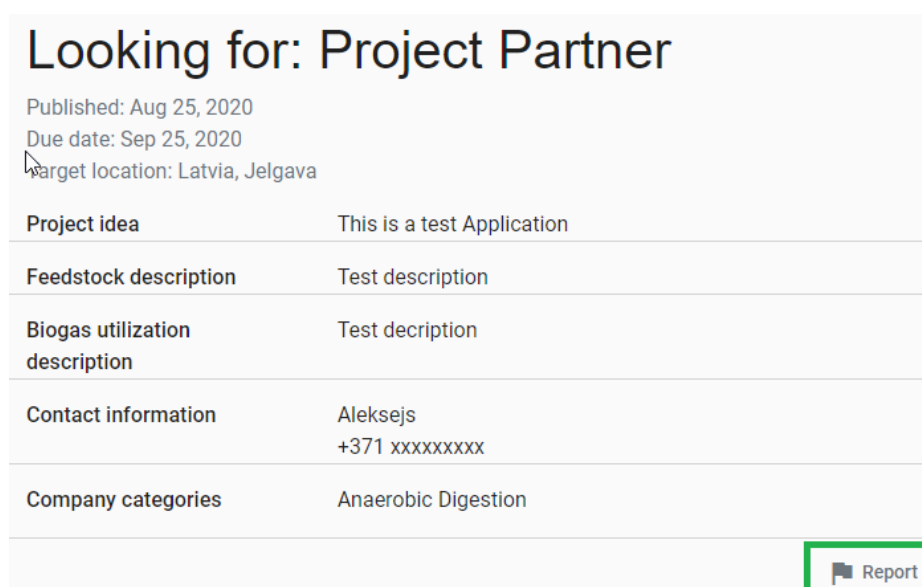 Looking for: Project Partner
Published: Aug 25, 2020
Due date: Sep 25, 2020
Target location: Latvia, Jelgava
Project idea This is a test Application
Feedstock description Test description
Biogas utilization Test decription
description
Contact information Aleksejs
+371 xxxxxxxxx
Company categories Anaerobic Digestion
Report